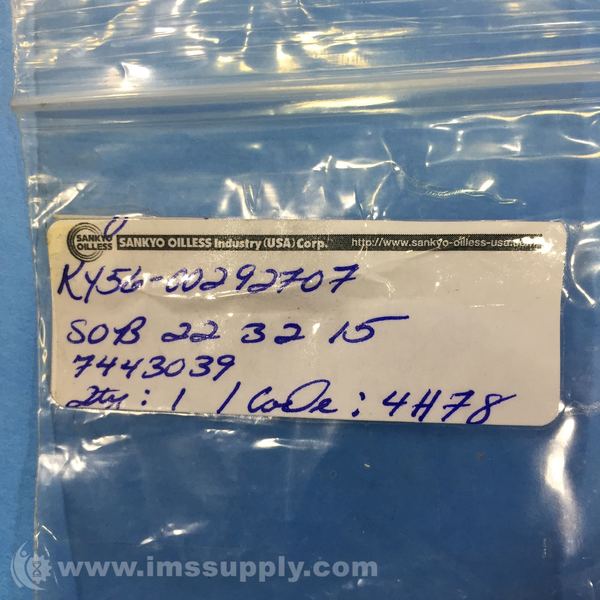 SANKYO OILLESS
SANKYO OILLESS Industry (USA) Corp. http://www.sankyo-oilless-usa.com
KY56-00292707
SOB 22 32 15
7443039
Qty: 1 / Code: 4H78
www.imssupply.com